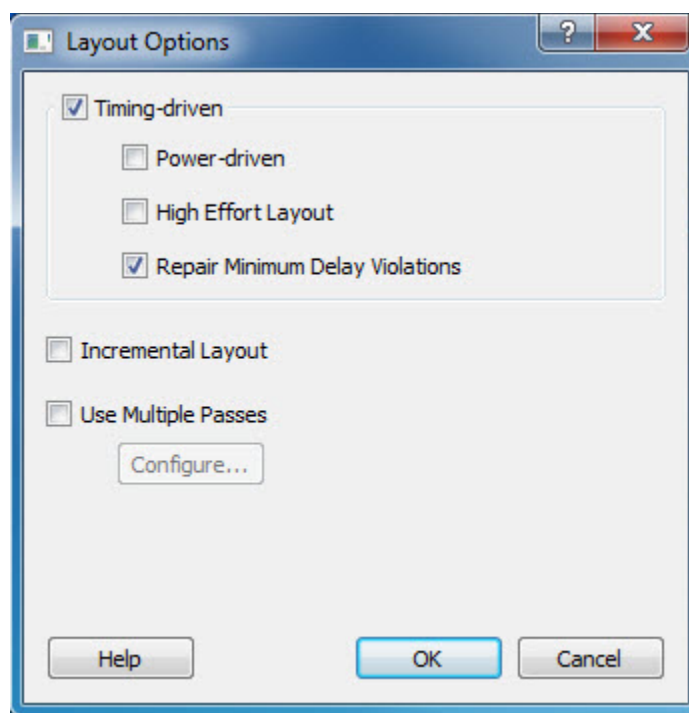 Layout Options
?
Timing-driven
Power-driven
High Effort Layout
Repair Minimum Delay Violations
Incremental Layout
Use Multiple Passes
Configure...
Help OK Cancel